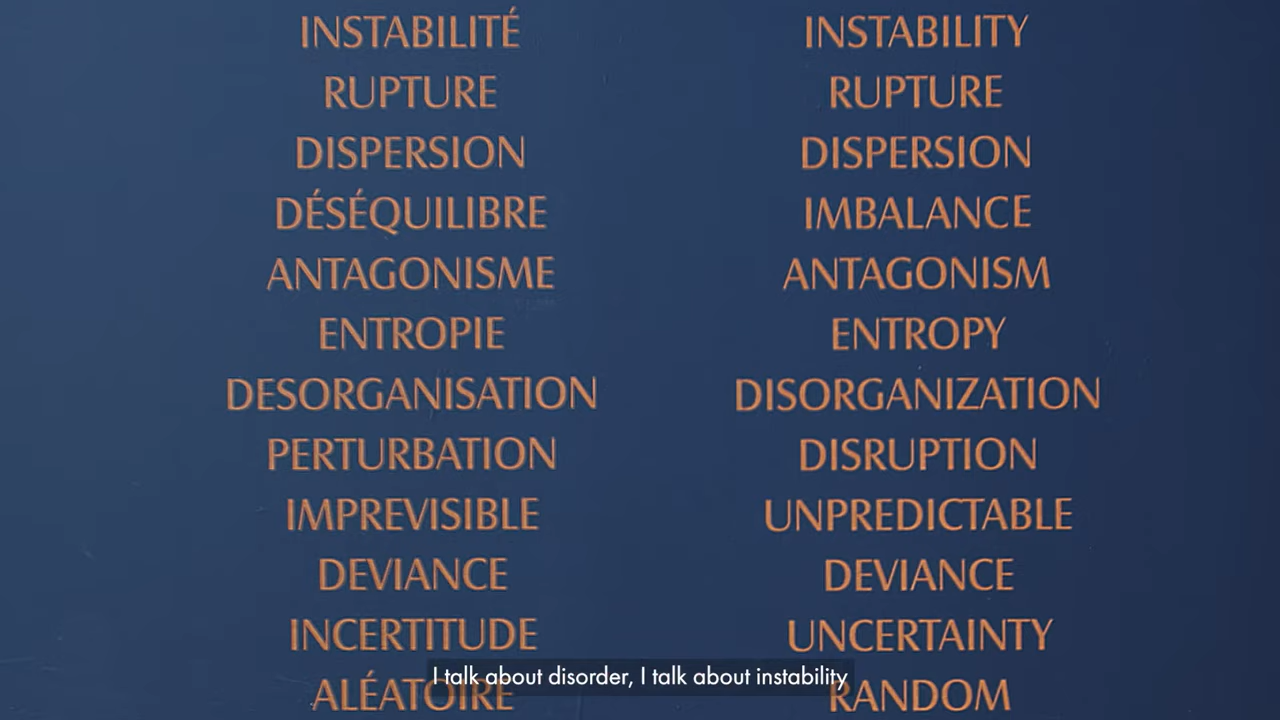 INSTABILITÉ
RUPTURE
DISPERSION
DÉSÉQUILIBRE
ANTAGONISME
ENTROPIE
DESORGANISATION
PERTURBATION
IMPREVISIBLE
DEVIANCE
INCERTITUDE
ALÉATOIRE
INSTABILITY
RUPTURE
DISPERSION
IMBALANCE
ANTAGONISM
ENTROPY
DISORGANIZATION
DISRUPTION
UNPREDICTABLE
DEVIANCE
UNCERTAINTY
RANDOM
I talk about disorder, I talk about instability